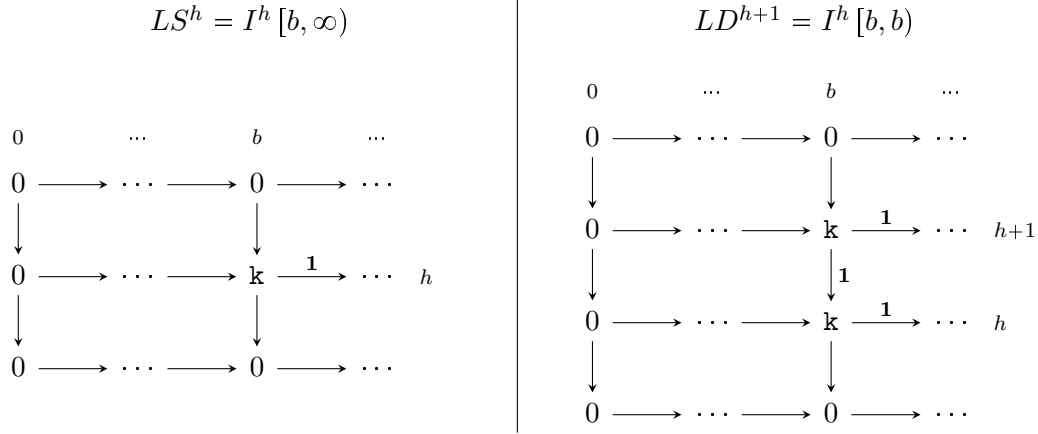 LS^h = I^h [b, ∞)
0 ... b ...
0 ⟶ ··· ⟶ 0 ⟶ ···
0 ⟶ ··· ⟶ k ⟶ 1 ··· h
0 ⟶ ··· ⟶ 0 ⟶ ···
LD^{h+1} = I^h [b, b)
0 ... b ...
0 ⟶ ··· ⟶ 0 ⟶ ···
0 ⟶ ··· ⟶ k ⟶ 1 ··· h+1
1
0 ⟶ ··· ⟶ k ⟶ 1 ··· h
0 ⟶ ··· ⟶ 0 ⟶ ···